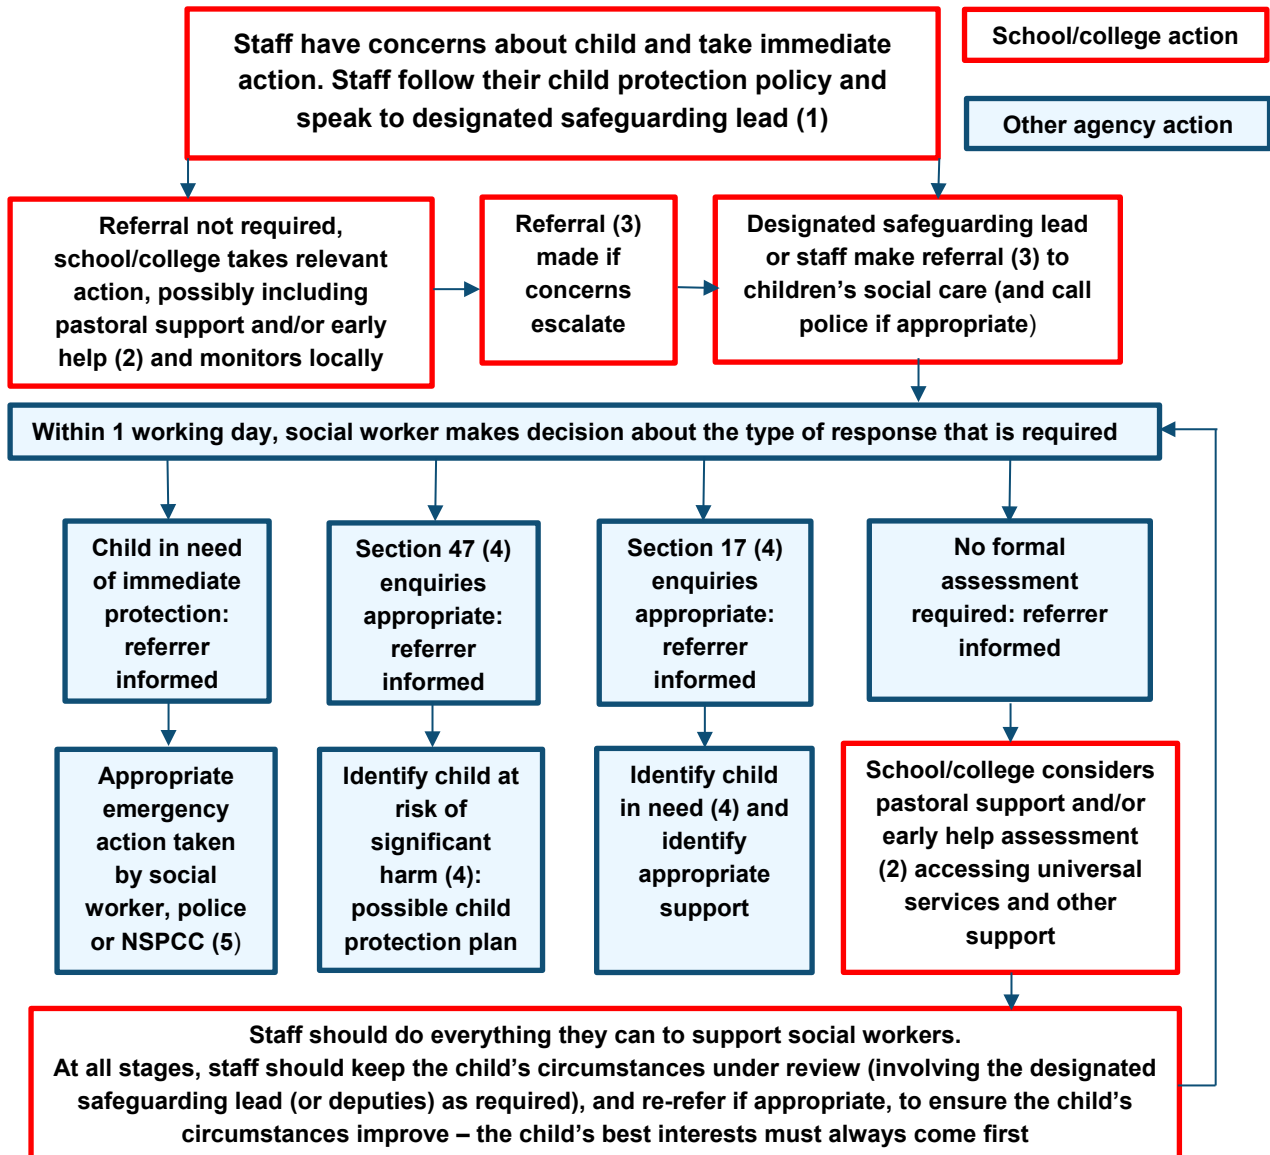 Staff have concerns about child and take immediate
action. Staff follow their child protection policy and
speak to designated safeguarding lead (1)
School/college action
Other agency action
Referral not required,
school/college takes relevant
action, possibly including
pastoral support and/or early
help (2) and monitors locally
Referral (3)
made if
concerns
escalate
Designated safeguarding lead
or staff make referral (3) to
children’s social care (and call
police if appropriate)
Within 1 working day, social worker makes decision about the type of response that is required
Child in need
of immediate
protection:
referrer
informed
Section 47 (4)
enquiries
appropriate:
referrer
informed
Section 17 (4)
enquiries
appropriate:
referrer
informed
No formal
assessment
required: referrer
informed
Appropriate
emergency
action taken
by social
worker, police
or NSPCC (5)
Identify child at
risk of
significant
harm (4):
possible child
protection plan
Identify child
in need (4) and
identify
appropriate
support
School/college considers
pastoral support and/or
early help assessment
(2) accessing universal
services and other
support
Staff should do everything they can to support social workers.
At all stages, staff should keep the child’s circumstances under review (involving the designated
safeguarding lead (or deputies) as required), and re-refer if appropriate, to ensure the child’s
circumstances improve – the child’s best interests must always come first